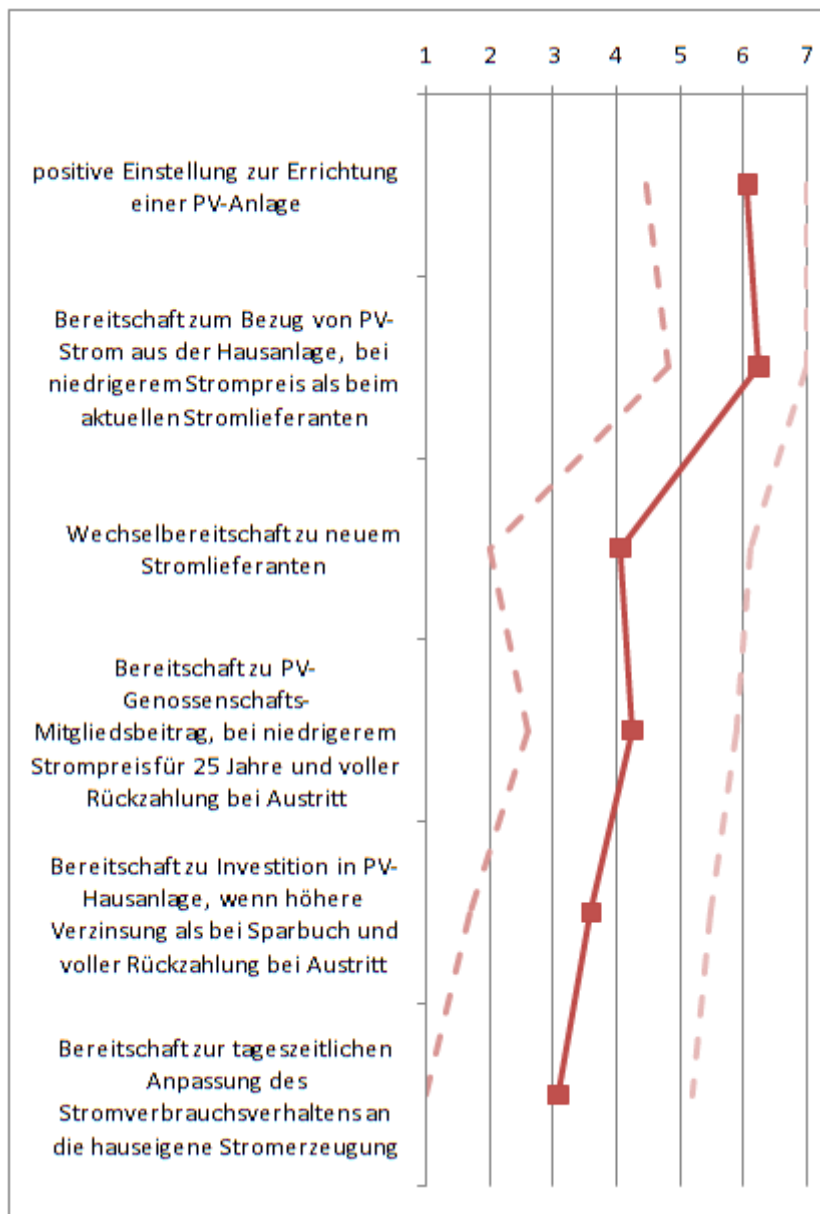 1 2 3 4 5 6 7
positive Einstellung zur Errichtung
einer PV-Anlage
Bereitschaft zum Bezug von PV-
Strom aus der Hausanlage, bei
niedrigerem Strompreis als beim
aktuellen Stromlieferanten
Wechselbereitschaft zu neuem
Stromlieferanten
Bereitschaft zu PV-
Genossenschafts-
Mitgliedsbeitrag, bei niedrigerem
Strompreis für 25 Jahre und voller
Rückzahlung bei Austritt
Bereitschaft zu Investition in PV-
Hausanlage, wenn höhere
Verzinsung als bei Sparbuch und
voller Rückzahlung bei Austritt
Bereitschaft zur tageszeitlichen
Anpassung des
Stromverbrauchsverhaltens an
die hauseigene Stromerzeugung